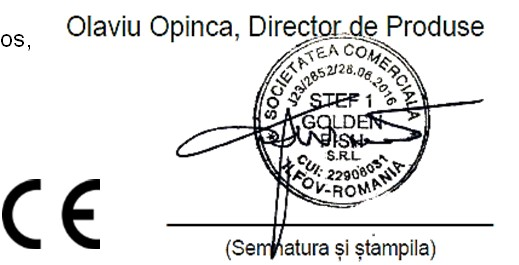 Olaviu Opinca, Director de Produse
os,
SOCIETATEA COMERCIALA
J23/2852/28.06.2016
STEF 1
GOLDEN
FISH
S.R.L.
CUI: 22908031
ILFOV-ROMANIA
CE
(Semnatura și ștampila)